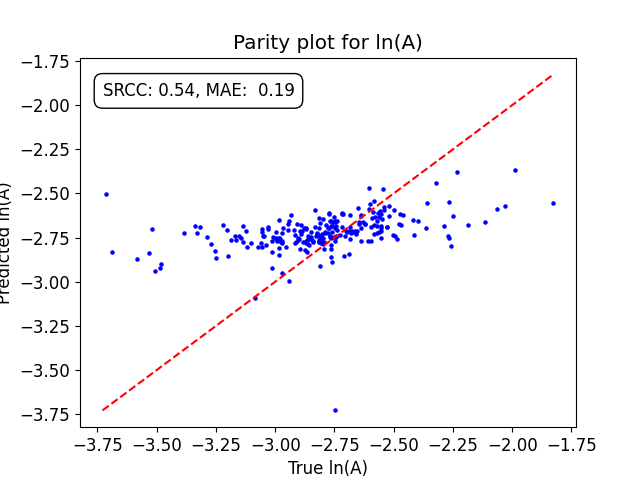 Parity plot for ln(A)
SRCC: 0.54, MAE:  0.19
−1.75
−2.00
−2.25
−2.50
−2.75
−3.00
−3.25
−3.50
−3.75
Predicted ln(A)
−3.75 −3.50 −3.25 −3.00 −2.75 −2.50 −2.25 −2.00 −1.75
True ln(A)